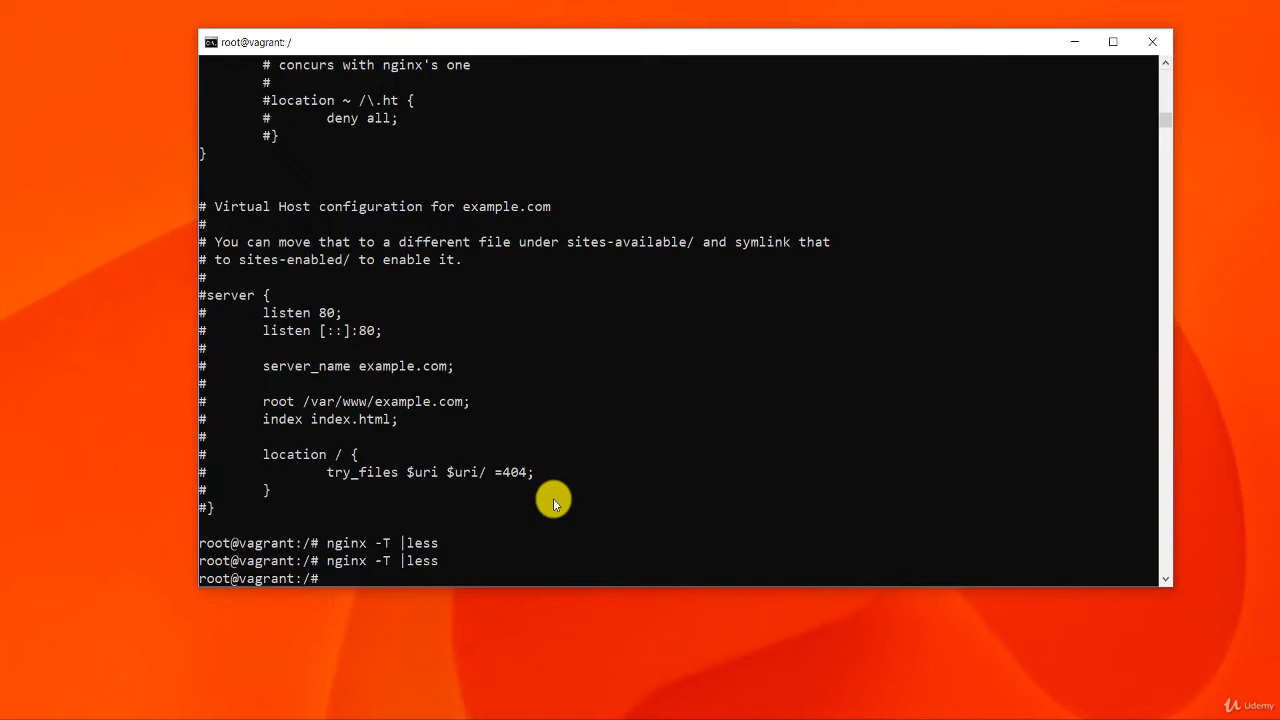 root@vagrant: /
# concurs with nginx's one
#
#location ~ /\.ht {
#       deny all;
#}
}
# Virtual Host configuration for example.com
#
# You can move that to a different file under sites-available/ and symlink that
# to sites-enabled/ to enable it.
#
#server {
#       listen 80;
#       listen [::]:80;
#
#       server_name example.com;
#
#       root /var/www/example.com;
#       index index.html;
#
#       location / {
#               try_files $uri $uri/ =404;
#       }
#}
root@vagrant:/# nginx -T |less
root@vagrant:/# nginx -T |less
root@vagrant:/#
Udemy